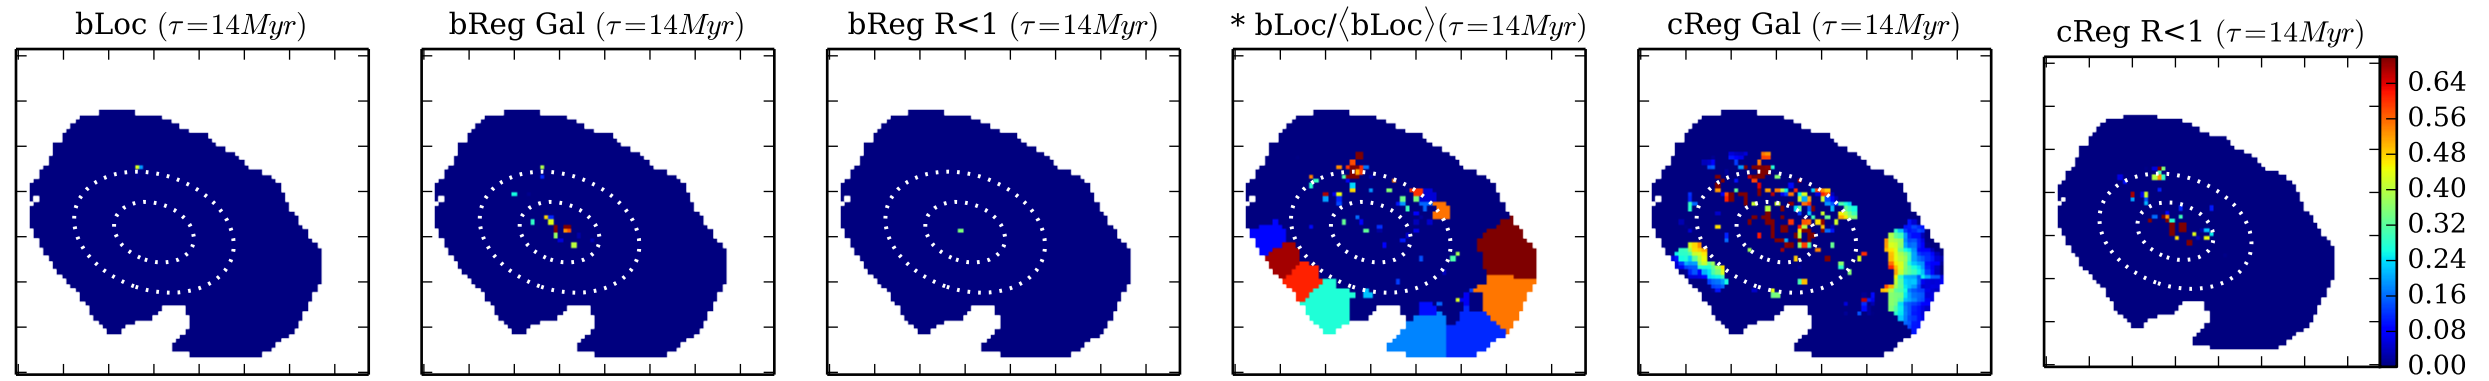 bLoc (τ=14Myr)
bReg Gal (τ=14Myr)
bReg R<1 (τ=14Myr)
* bLoc/⟨bLoc⟩(τ=14Myr)
cReg Gal (τ=14Myr)
cReg R<1 (τ=14Myr)
0.64
0.56
0.48
0.40
0.32
0.24
0.16
0.08
0.00